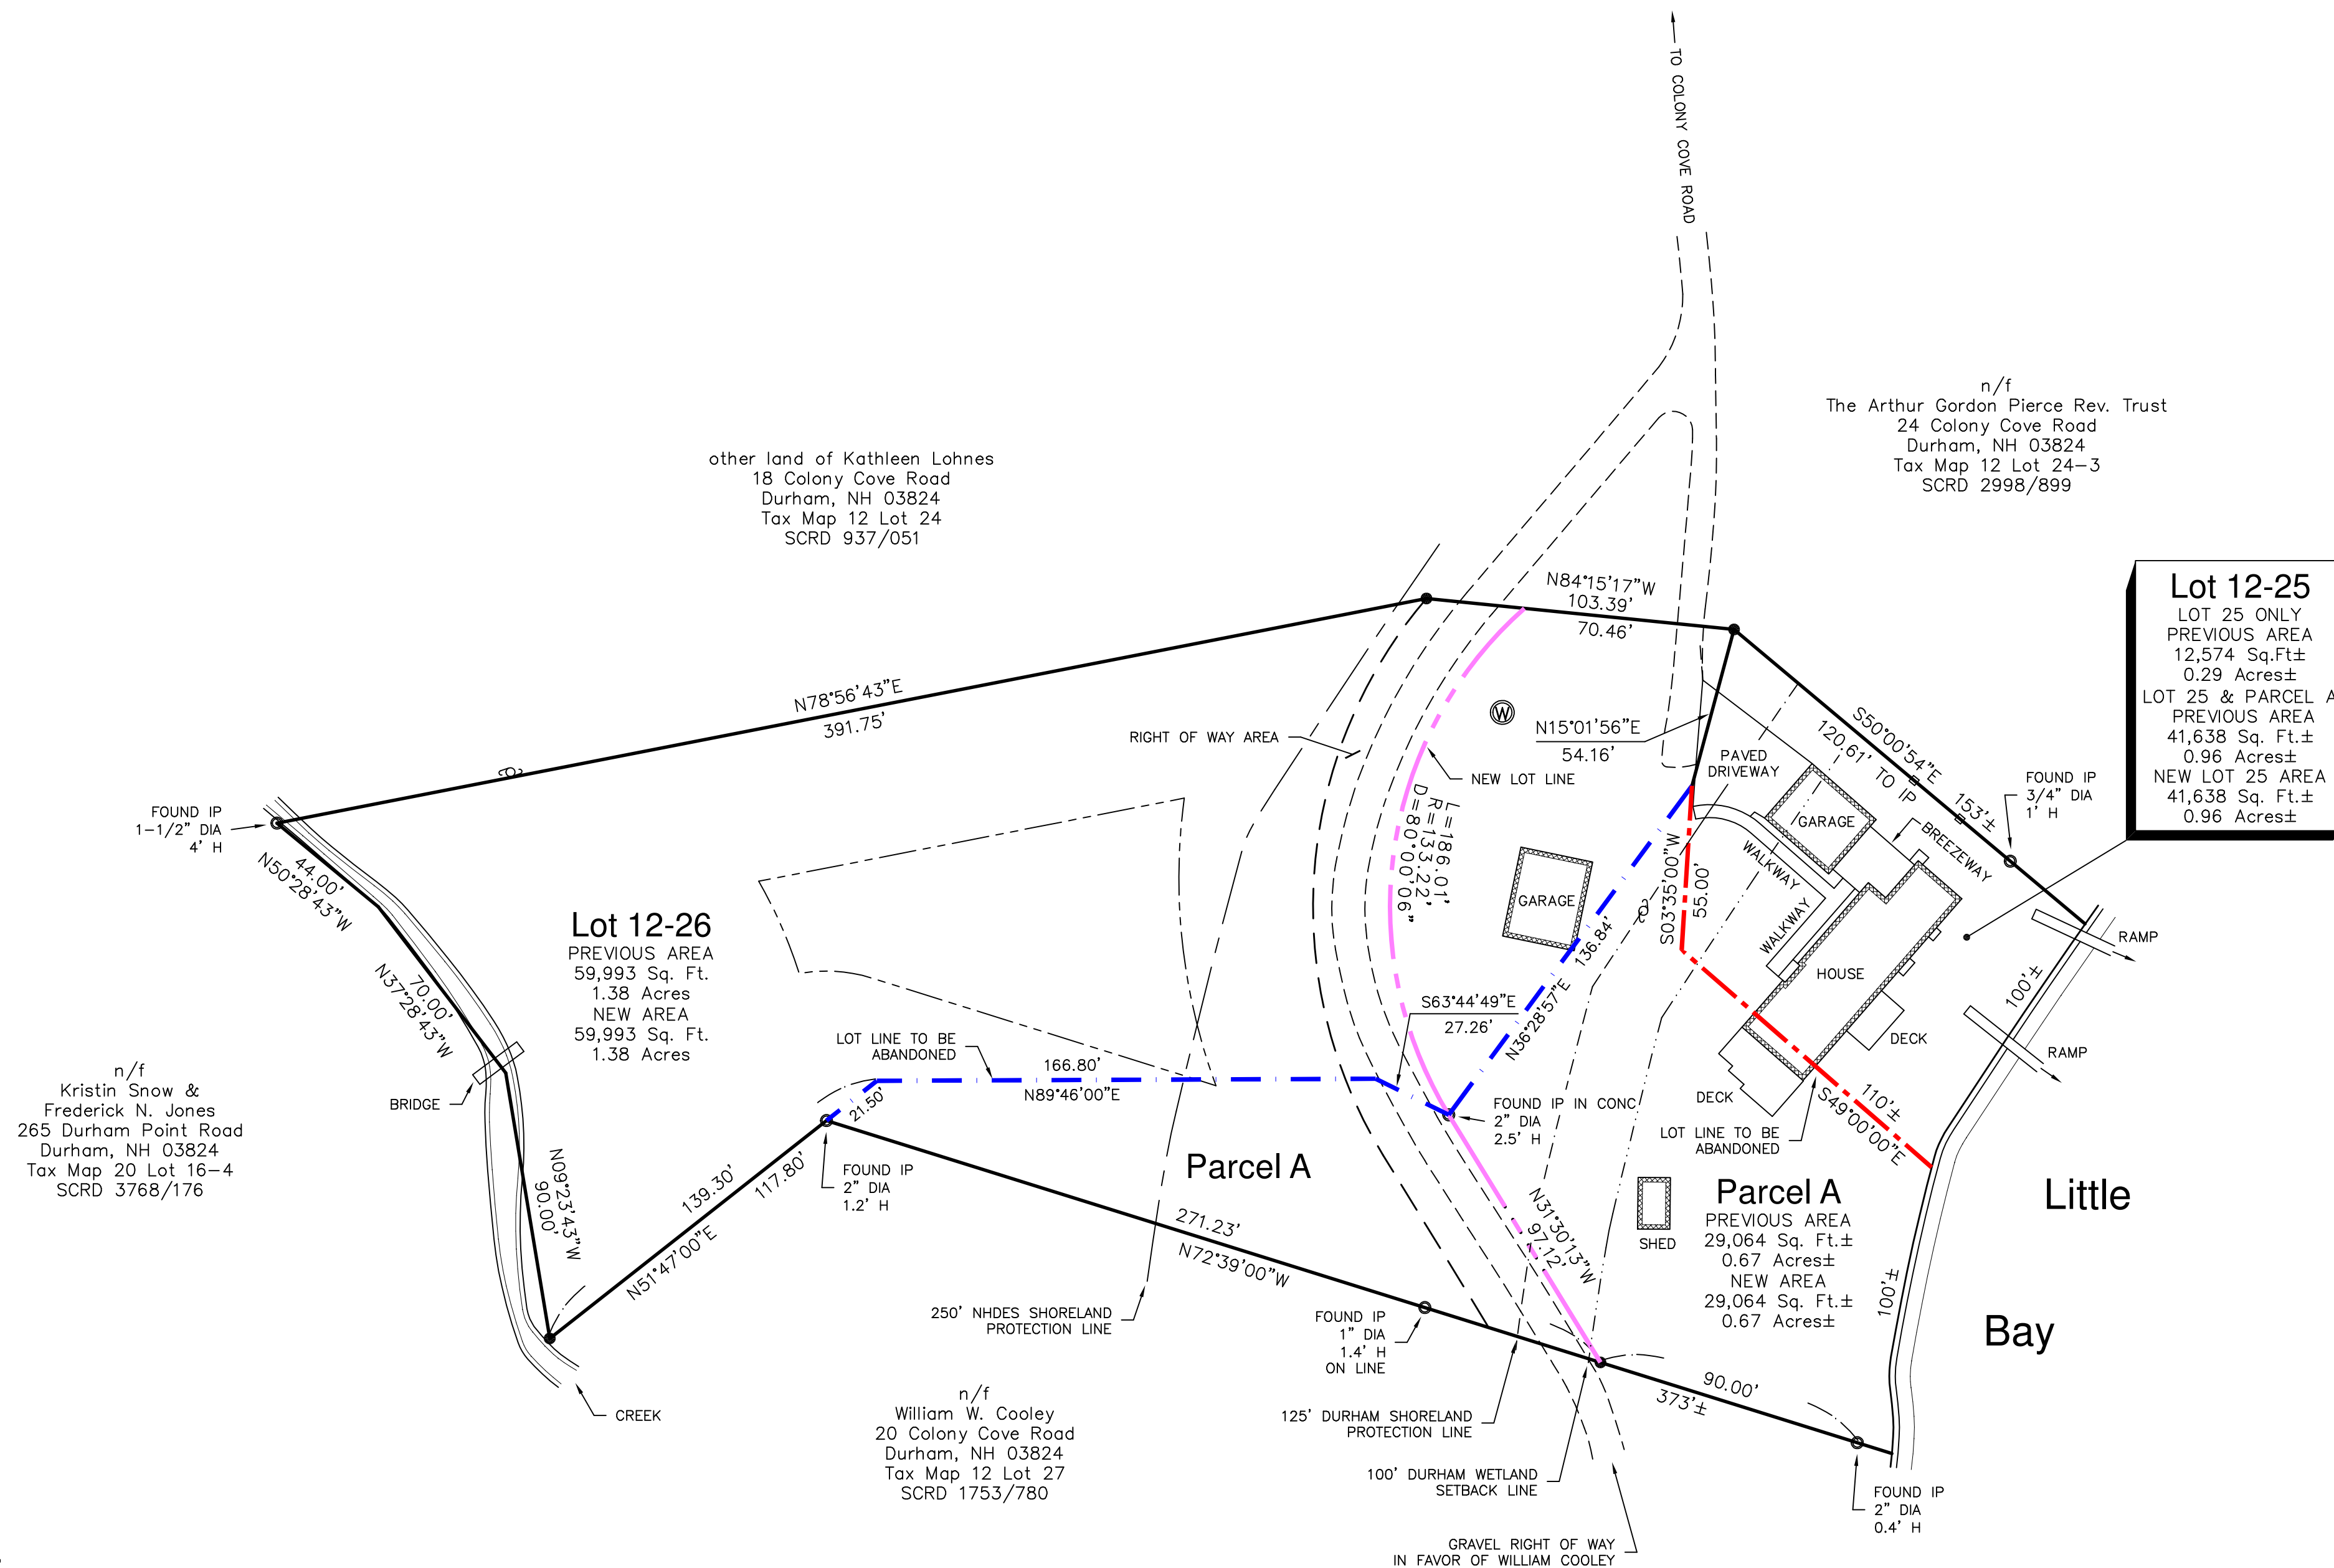 TO COLONY COVE ROAD
n/f
The Arthur Gordon Pierce Rev. Trust
24 Colony Cove Road
Durham, NH 03824
Tax Map 12 Lot 24-3
SCRD 2998/899
other land of Kathleen Lohnes
18 Colony Cove Road
Durham, NH 03824
Tax Map 12 Lot 24
SCRD 937/051
Lot 12-25
LOT 25 ONLY
PREVIOUS AREA
12,574 Sq.Ft±
0.29 Acres±
LOT 25 & PARCEL A
PREVIOUS AREA
41,638 Sq. Ft.±
0.96 Acres±
NEW LOT 25 AREA
41,638 Sq. Ft.±
0.96 Acres±
N84°15'17"W
103.39'
70.46'
N78°56'43"E
391.75'
RIGHT OF WAY AREA
W
N15°01'56"E
54.16'
NEW LOT LINE
PAVED
DRIVEWAY
S50°00'54"E
120.61' TO IP
153'±
FOUND IP
3/4" DIA
1' H
FOUND IP
1-1/2" DIA
4' H
44.00'
N50°28'43"W
L=186.01'
R=133.22'
D=80°00'06"
GARAGE
GARAGE
BREEZEWAY
WALKWAY
WALKWAY
S03°35'00"W
55.00'
HOUSE
RAMP
RAMP
100'±
DECK
DECK
136.84'
N36°28'57"E
S63°44'49"E
27.26'
Lot 12-26
PREVIOUS AREA
59,993 Sq. Ft.
1.38 Acres
NEW AREA
59,993 Sq. Ft.
1.38 Acres
70.00'
N37°28'43"W
LOT LINE TO BE
ABANDONED
166.80'
N89°46'00"E
21.50'
n/f
Kristin Snow &
Frederick N. Jones
265 Durham Point Road
Durham, NH 03824
Tax Map 20 Lot 16-4
SCRD 3768/176
BRIDGE
FOUND IP IN CONC
2" DIA
2.5' H
LOT LINE TO BE
ABANDONED
110'±
S49°00'00"E
N09°23'43"W
90.00'
139.30'
117.80'
N51°47'00"E
FOUND IP
2" DIA
1.2' H
Parcel A
271.23'
N72°39'00"W
N31°30'13"W
97.12'
SHED
Parcel A
PREVIOUS AREA
29,064 Sq. Ft.±
0.67 Acres±
NEW AREA
29,064 Sq. Ft.±
0.67 Acres±
100'±
Little
Bay
250' NHDES SHORELAND
PROTECTION LINE
FOUND IP
1" DIA
1.4' H
ON LINE
90.00'
373'±
CREEK
n/f
William W. Cooley
20 Colony Cove Road
Durham, NH 03824
Tax Map 12 Lot 27
SCRD 1753/780
125' DURHAM SHORELAND
PROTECTION LINE
100' DURHAM WETLAND
SETBACK LINE
FOUND IP
2" DIA
0.4' H
GRAVEL RIGHT OF WAY
IN FAVOR OF WILLIAM COOLEY